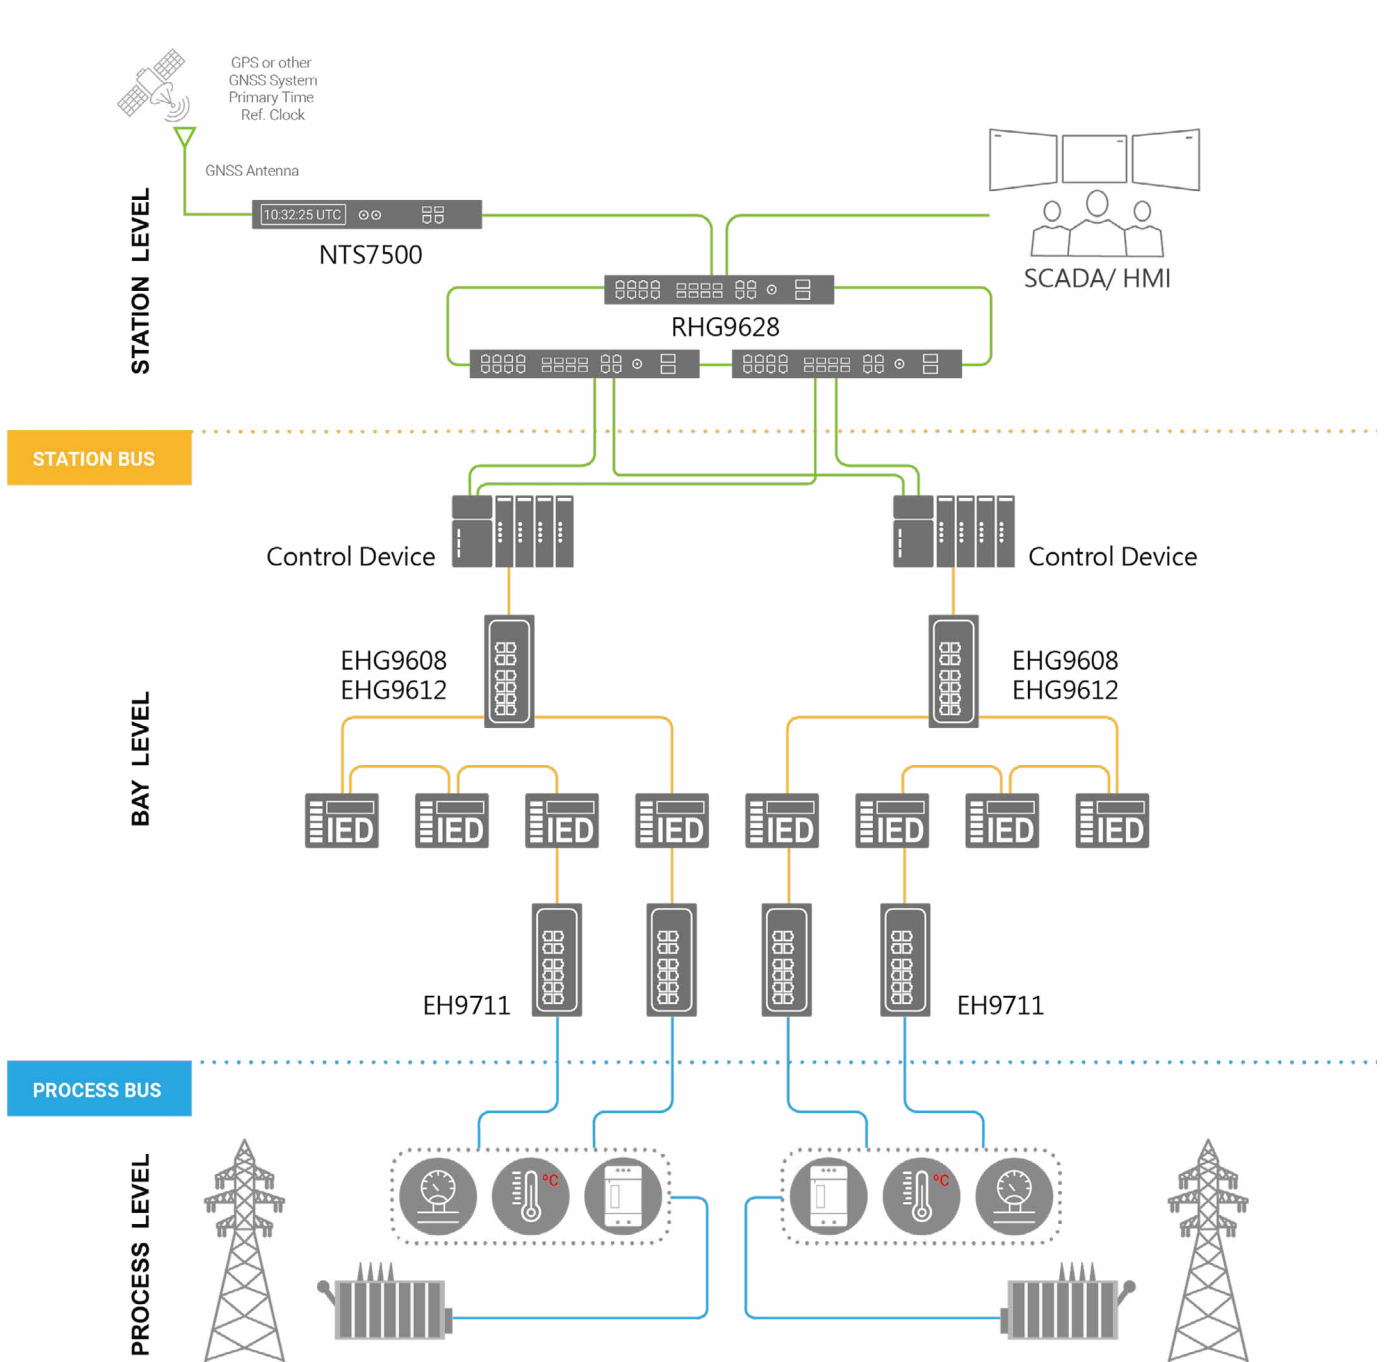 GPS or other
GNSS System
Primary Time
Ref. Clock
GNSS Antenna
10:32:25 UTC
NTS7500
SCADA/ HMI
RHG9628
STATION LEVEL
STATION BUS
Control Device
Control Device
EHG9608
EHG9612
EHG9608
EHG9612
BAY LEVEL
IED
IED
IED
IED
IED
IED
IED
IED
EH9711
EH9711
PROCESS BUS
°C
°C
PROCESS LEVEL